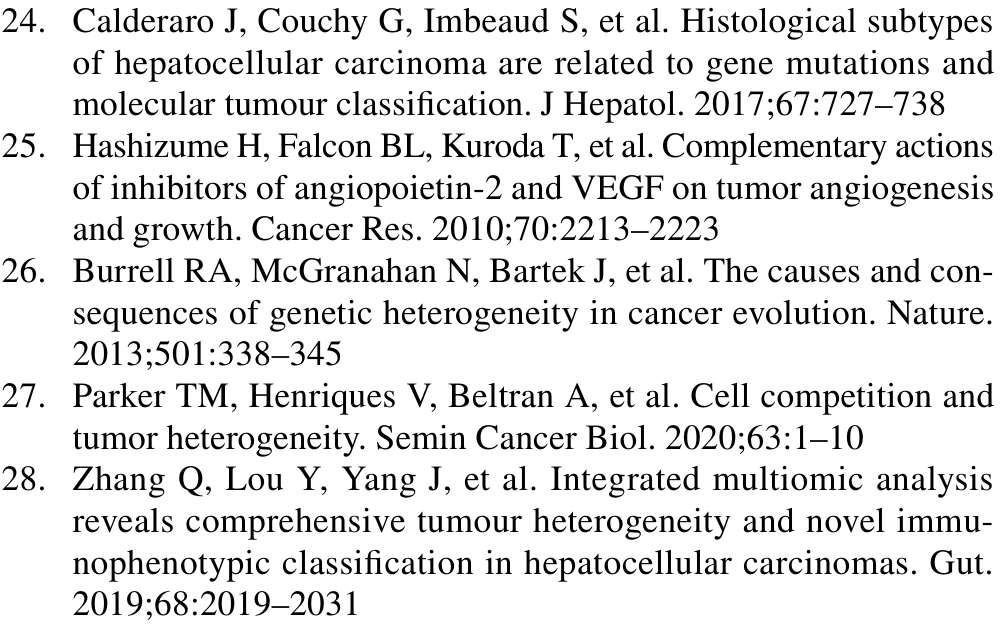 24. Calderaro J, Couchy G, Imbeaud S, et al. Histological subtypes
of hepatocellular carcinoma are related to gene mutations and
molecular tumour classification. J Hepatol. 2017;67:727–738
25. Hashizume H, Falcon BL, Kuroda T, et al. Complementary actions
of inhibitors of angiopoietin-2 and VEGF on tumor angiogenesis
and growth. Cancer Res. 2010;70:2213–2223
26. Burrell RA, McGranahan N, Bartek J, et al. The causes and con-
sequences of genetic heterogeneity in cancer evolution. Nature.
2013;501:338–345
27. Parker TM, Henriques V, Beltran A, et al. Cell competition and
tumor heterogeneity. Semin Cancer Biol. 2020;63:1–10
28. Zhang Q, Lou Y, Yang J, et al. Integrated multiomic analysis
reveals comprehensive tumour heterogeneity and novel immu-
nophenotypic classification in hepatocellular carcinomas. Gut.
2019;68:2019–2031